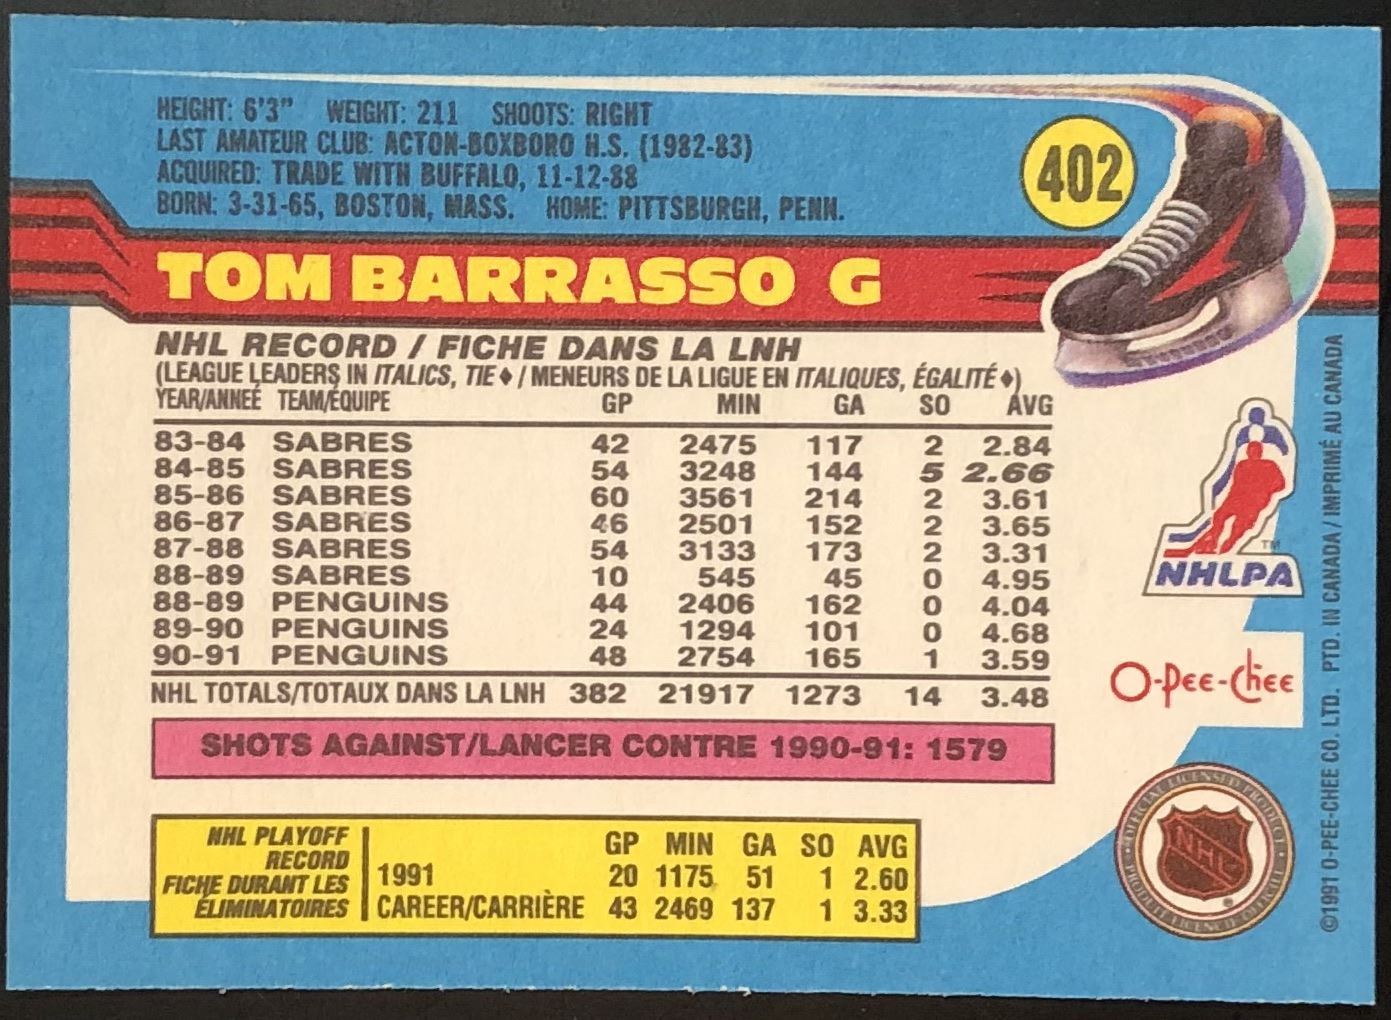 HEIGHT: 6'3" WEIGHT: 211 SHOOTS: RIGHT
LAST AMATEUR CLUB: ACTON-BOXBORO H.S. (1982-83)
ACQUIRED: TRADE WITH BUFFALO, 11-12-88
BORN: 3-31-65, BOSTON, MASS. HOME: PITTSBURGH, PENN.
402
TOM BARRASSO G
NHL RECORD / FICHE DANS LA LNH
(LEAGUE LEADERS IN ITALICS, TIE ♦ / MENEURS DE LA LIGUE EN ITALIQUES, ÉGALITÉ ♦)
YEAR/ANNEÉ TEAM/ÉQUIPE GP MIN GA SO AVG
83-84 SABRES 42 2475 117 2 2.84
84-85 SABRES 54 3248 144 5 2.66
85-86 SABRES 60 3561 214 2 3.61
86-87 SABRES 46 2501 152 2 3.65
87-88 SABRES 54 3133 173 2 3.31
88-89 SABRES 10 545 45 0 4.95
88-89 PENGUINS 44 2406 162 0 4.04
89-90 PENGUINS 24 1294 101 0 4.68
90-91 PENGUINS 48 2754 165 1 3.59
NHL TOTALS/TOTAUX DANS LA LNH 382 21917 1273 14 3.48
SHOTS AGAINST/LANCER CONTRE 1990-91: 1579
NHL PLAYOFF
RECORD
FICHE DURANT LES
ÉLIMINATOIRES
GP MIN GA SO AVG
1991 20 1175 51 1 2.60
CAREER/CARRIÈRE 43 2469 137 1 3.33
TM
NHLPA
O-Pee-Chee
OFFICIAL LICENSED PRODUCT
NHL
PRODUIT LICENCIÉ OFFICIEL
©1991 O-PEE-CHEE CO. LTD. PTD. IN CANADA / IMPRIMÉ AU CANADA